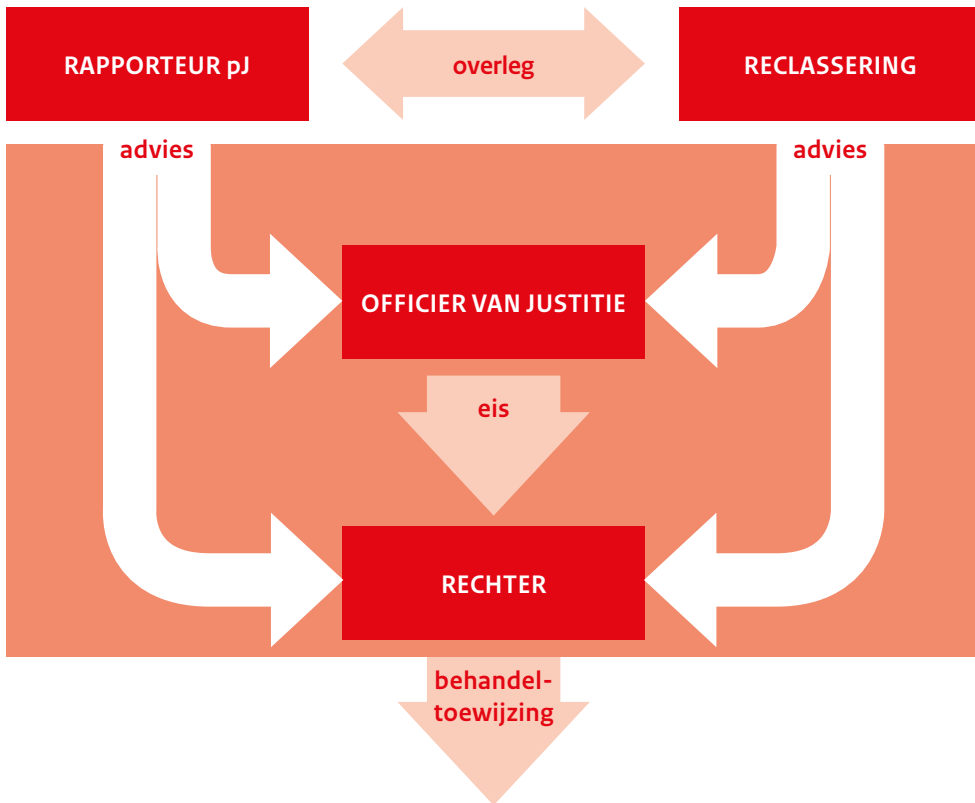 RAPPORTEUR pJ
overleg
RECLASSERING
advies
advies
OFFICIER VAN JUSTITIE
eis
RECHTER
behandel-
toewijzing